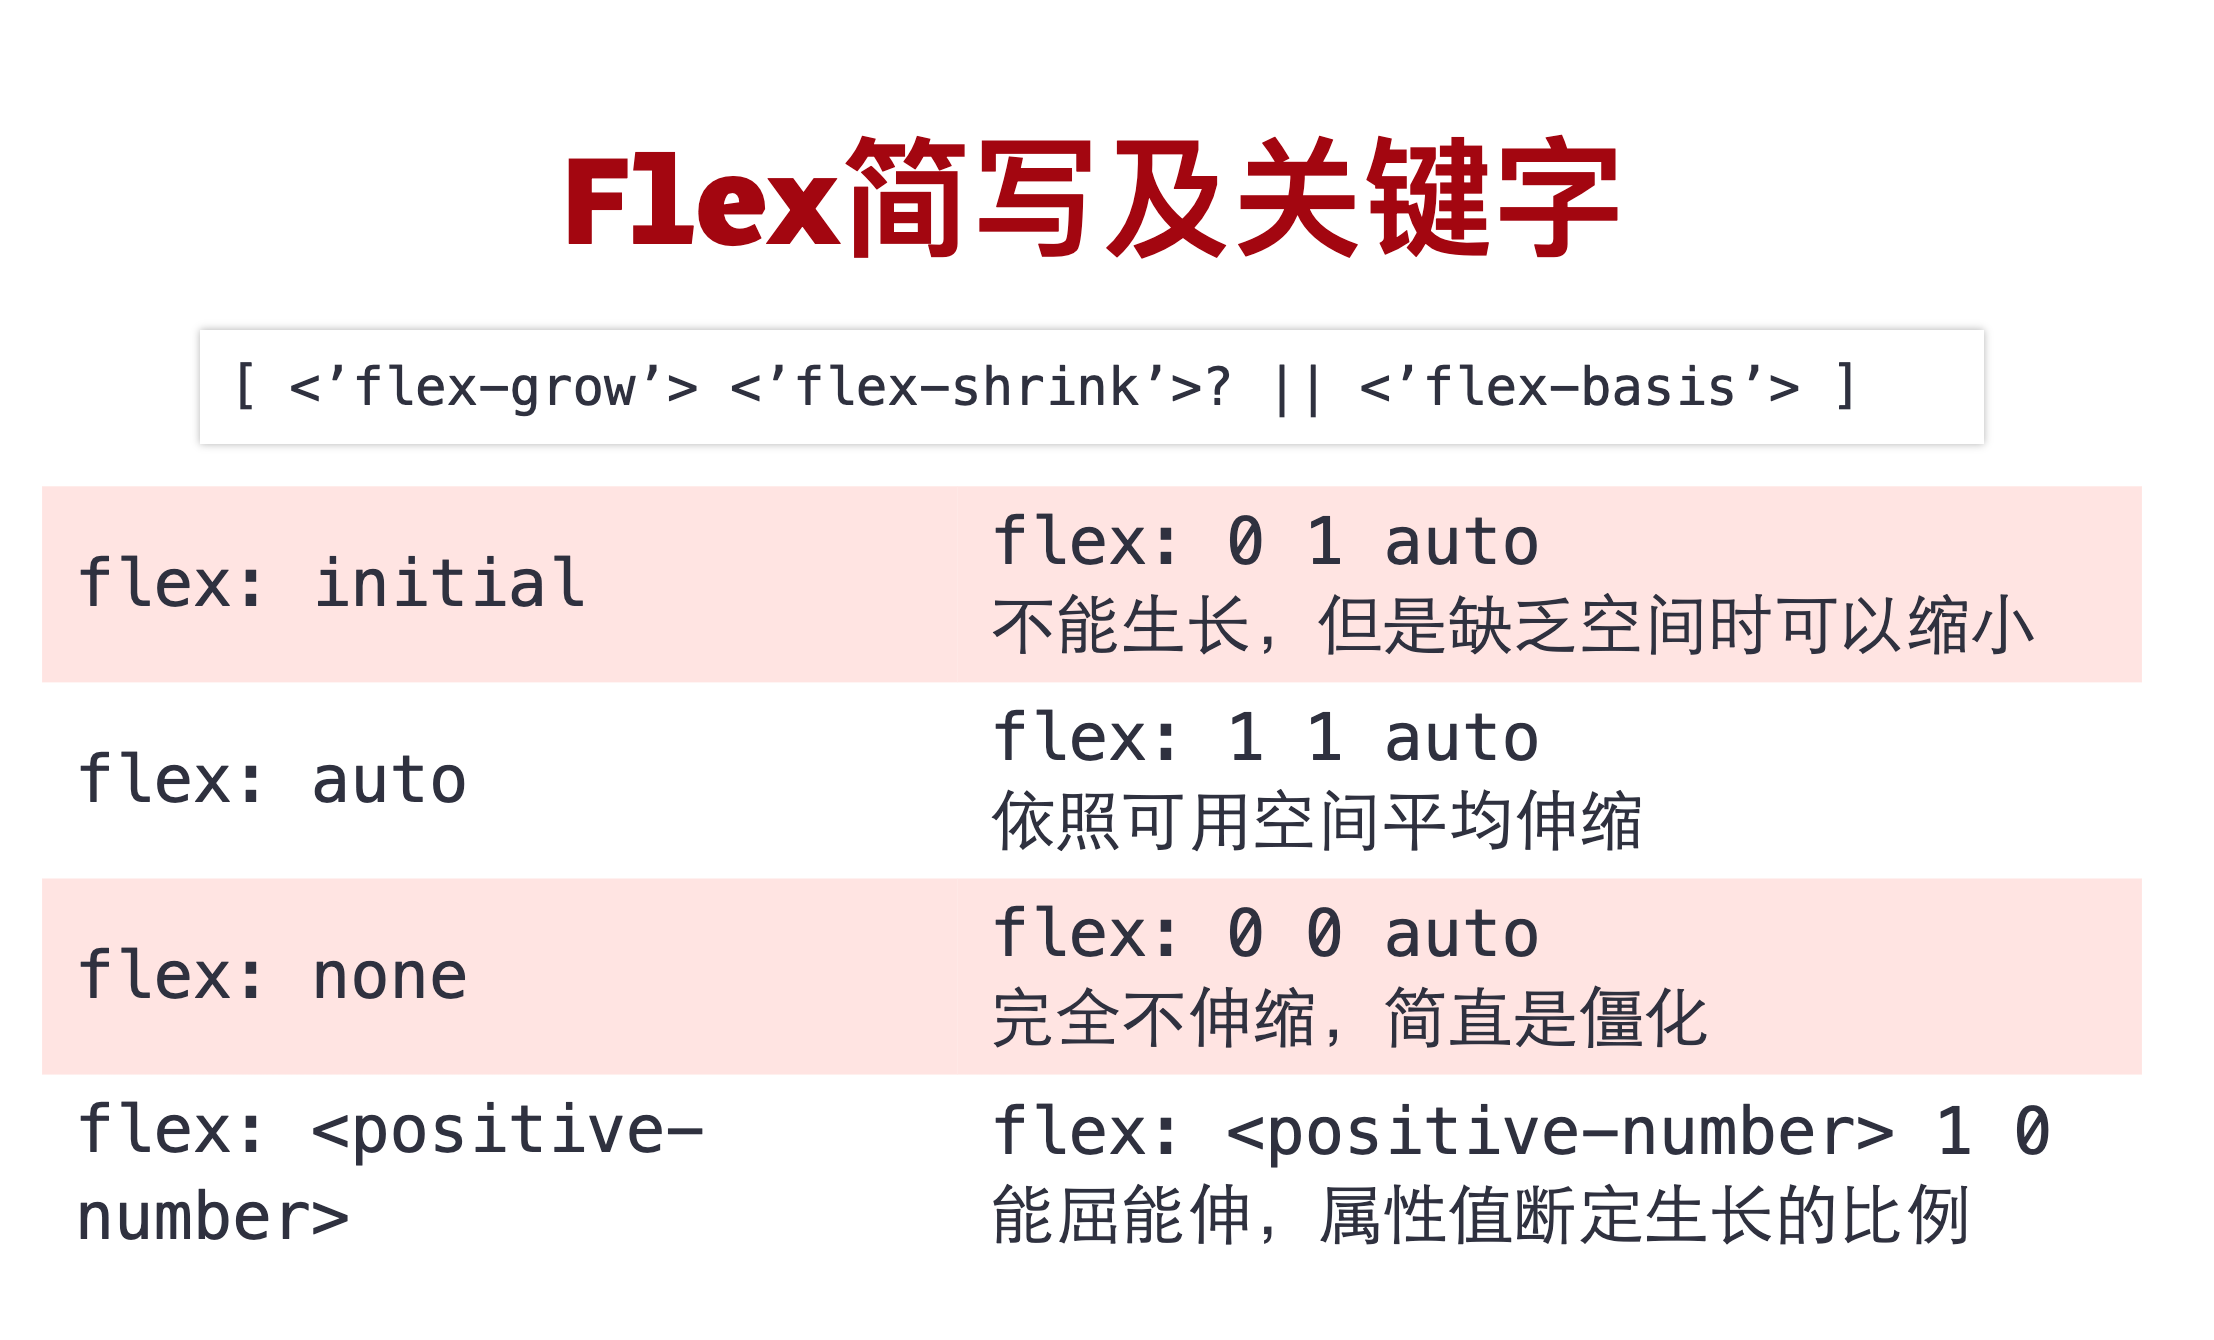 Flex简写及关键字
[ <’flex-grow’> <’flex-shrink’>? || <’flex-basis’> ]
flex: initial
flex: 0 1 auto
不能生长，但是缺乏空间时可以缩小
flex: auto
flex: 1 1 auto
依照可用空间平均伸缩
flex: none
flex: 0 0 auto
完全不伸缩，简直是僵化
flex: <positive-
number>
flex: <positive-number> 1 0
能屈能伸，属性值断定生长的比例